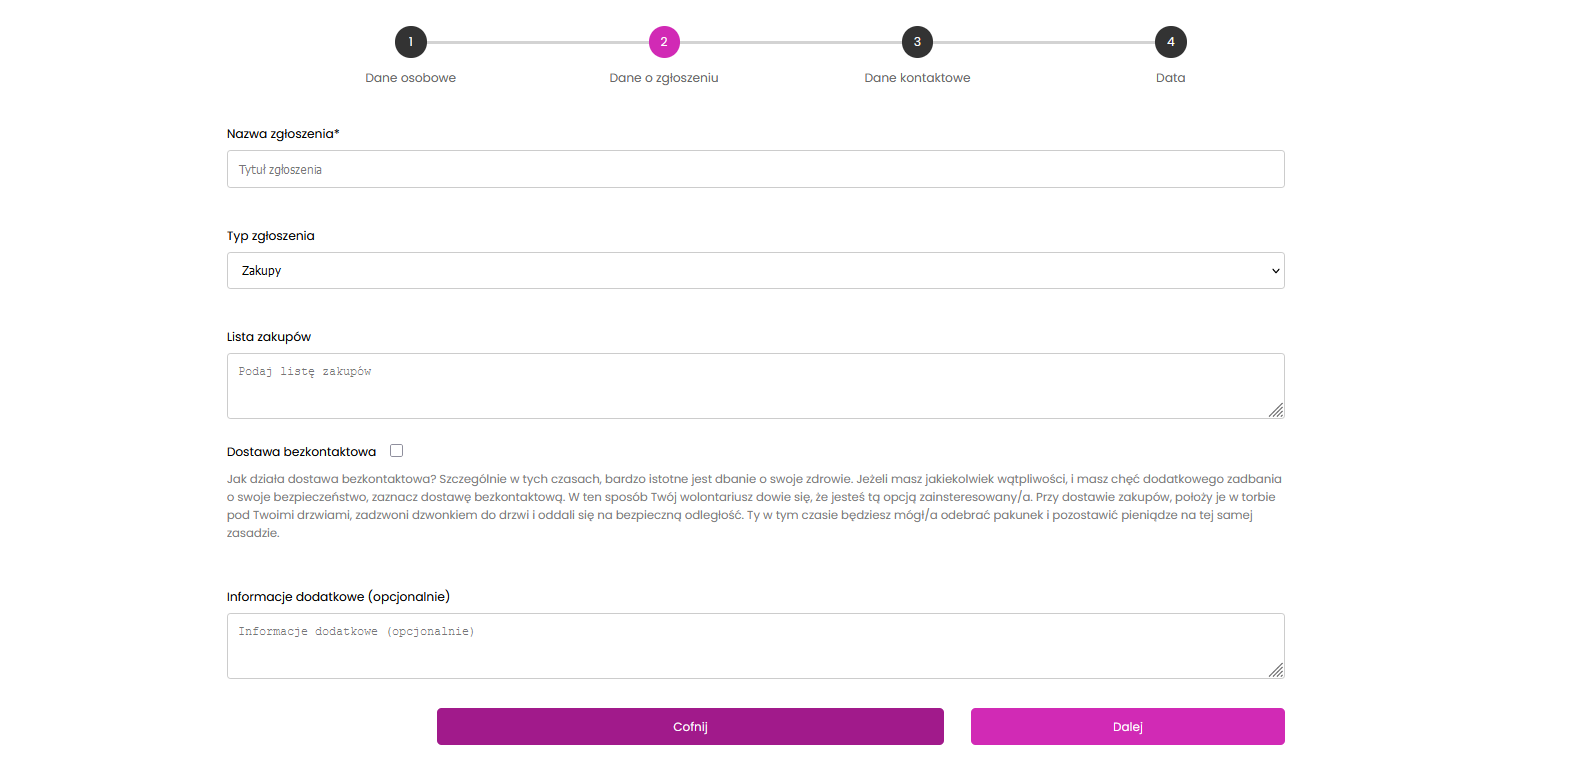 1 2 3 4
Dane osobowe Dane o zgłoszeniu Dane kontaktowe Data
Nazwa zgłoszenia*
Tytuł zgłoszenia
Typ zgłoszenia
Zakupy
Lista zakupów
Podaj listę zakupów
Dostawa bezkontaktowa
Jak działa dostawa bezkontaktowa? Szczególnie w tych czasach, bardzo istotne jest dbanie o swoje zdrowie. Jeżeli masz jakiekolwiek wątpliwości, i masz chęć dodatkowego zadbania
o swoje bezpieczeństwo, zaznacz dostawę bezkontaktową. W ten sposób Twój wolontariusz dowie się, że jesteś tą opcją zainsteresowany/a. Przy dostawie zakupów, położy je w torbie
pod Twoimi drzwiami, zadzwoni dzwonkiem do drzwi i oddali się na bezpieczną odległość. Ty w tym czasie będziesz mógł/a odebrać pakunek i pozostawić pieniądze na tej samej
zasadzie.
Informacje dodatkowe (opcjonalnie)
Informacje dodatkowe (opcjonalnie)
Cofnij Dalej